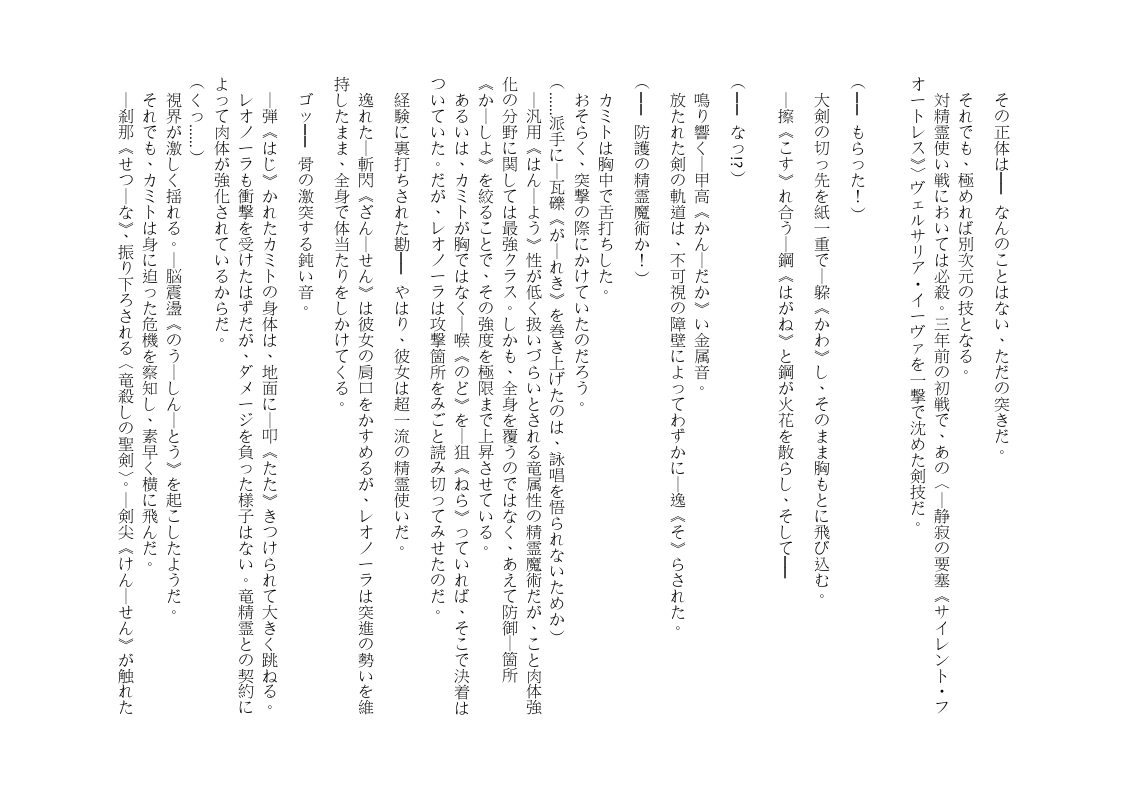 その正体は━━ なんのことはない、ただの突きだ。
それでも、極めれば別次元の技となる。
対精霊使い戦においては必殺。三年前の初戦で、あの〈―静寂の要塞《サイレント・フ
オートレス》〉ヴェルサリア・イーヴァを一撃で沈めた剣技だ。
(━━ もらった！)
大剣の切っ先を紙一重で―躱《かわ》し、そのまま胸もとに飛び込む。
―擦《こす》れ合う―鋼《はがね》と鋼が火花を散らし、そして━━
(━━ なっ!?)
鳴り響く―甲高《かん―だか》い金属音。
放たれた剣の軌道は、不可視の障壁によってわずかに―逸《そ》らされた。
(━━ 防護の精霊魔術か！)
カミトは胸中で舌打ちした。
おそらく、突撃の際にかけていたのだろう。
(……派手に―瓦礫《が―れき》を巻き上げたのは、詠唱を悟られないためか)
―汎用《はん―よう》性が低く扱いづらいとされる竜属性の精霊魔術だが、こと肉体強
化の分野に関しては最強クラス。しかも、全身を覆うのではなく、あえて防御―箇所
《か―しよ》を絞ることで、その強度を極限まで上昇させている。
あるいは、カミトが胸ではなく―喉《のど》を―狙《ねら》っていれば、そこで決着は
ついていた。だが、レオノーラは攻撃箇所をみごと読み切ってみせたのだ。
経験に裏打ちされた勘━━ やはり、彼女は超一流の精霊使いだ。
逸れた―斬閃《ざん―せん》は彼女の肩口をかすめるが、レオノーラは突進の勢いを維
持したまま、全身で体当たりをしかけてくる。
ゴッ━━ 骨の激突する鈍い音。
―弾《はじ》かれたカミトの身体は、地面に―叩《たた》きつけられて大きく跳ねる。
レオノーラも衝撃を受けたはずだが、ダメージを負った様子はない。竜精霊との契約に
よって肉体が強化されているからだ。
(くっ……)
視界が激しく揺れる。―脳震盪《のう―しん―とう》を起こしたようだ。
それでも、カミトは身に迫った危機を察知し、素早く横に飛んだ。
―刹那《せつ―な》、振り下ろされる〈竜殺しの聖剣〉。―剣尖《けん―せん》が触れた